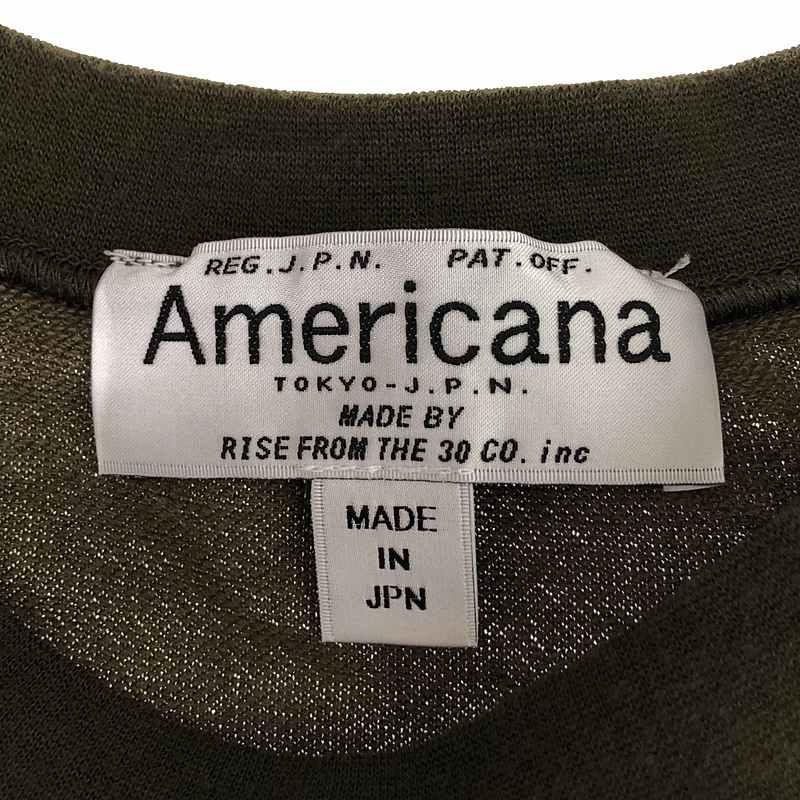 REG.J.P.N. PAT.OFF.
Americana
TOKYO-J.P.N.
MADE BY
RISE FROM THE 30 CO. inc
MADE
IN
JPN